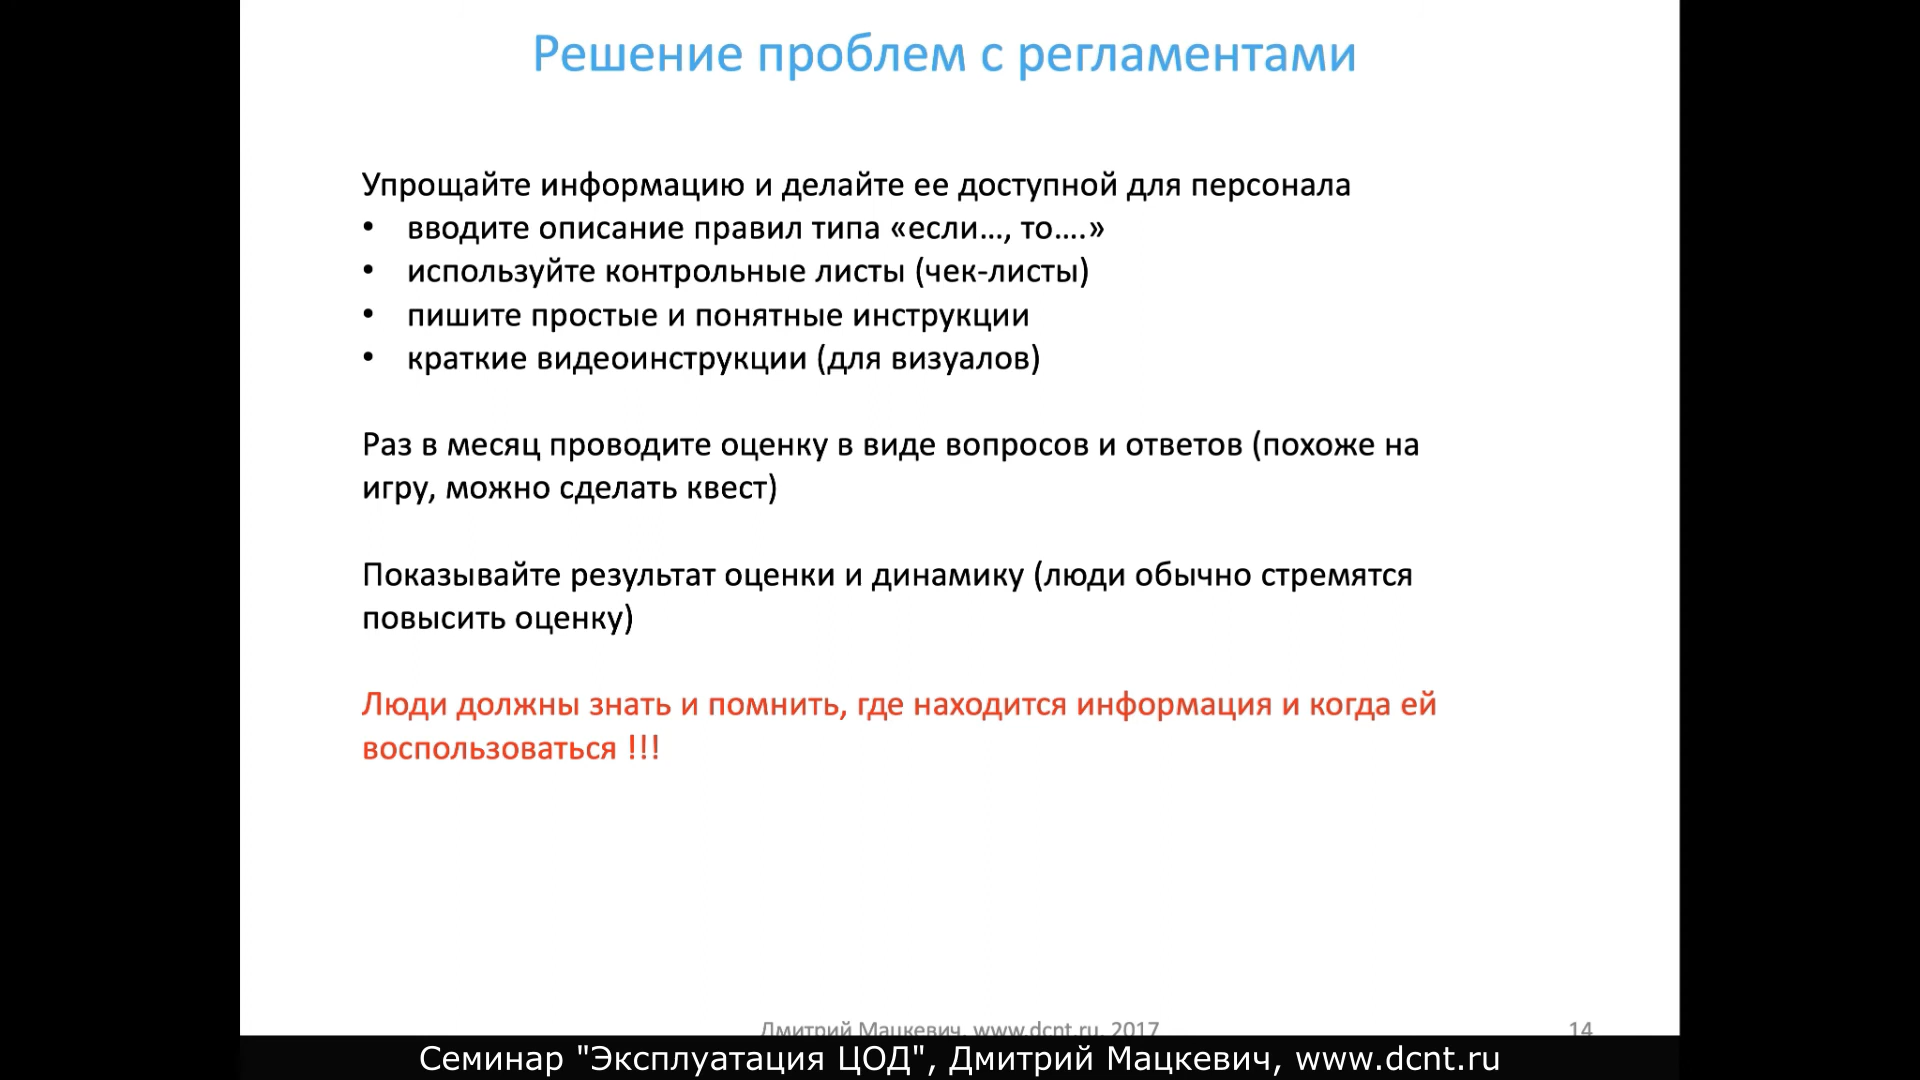 Решение проблем с регламентами
Упрощайте информацию и делайте ее доступной для персонала
• вводите описание правил типа «если…, то….»
• используйте контрольные листы (чек-листы)
• пишите простые и понятные инструкции
• краткие видеоинструкции (для визуалов)
Раз в месяц проводите оценку в виде вопросов и ответов (похоже на
игру, можно сделать квест)
Показывайте результат оценки и динамику (люди обычно стремятся
повысить оценку)
Люди должны знать и помнить, где находится информация и когда ей
воспользоваться !!!
Дмитрий Мацкевич, www.dcnt.ru, 2017
14
Семинар "Эксплуатация ЦОД", Дмитрий Мацкевич, www.dcnt.ru